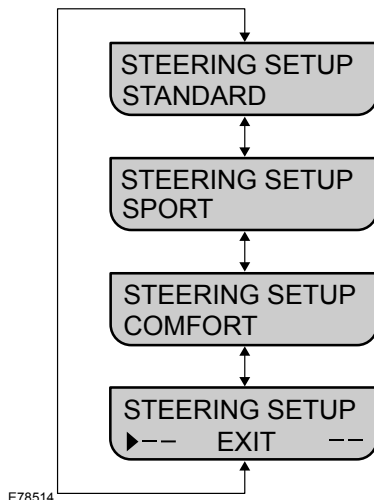 STEERING SETUP
STANDARD
STEERING SETUP
SPORT
STEERING SETUP
COMFORT
STEERING SETUP
▶-- EXIT --
E78514